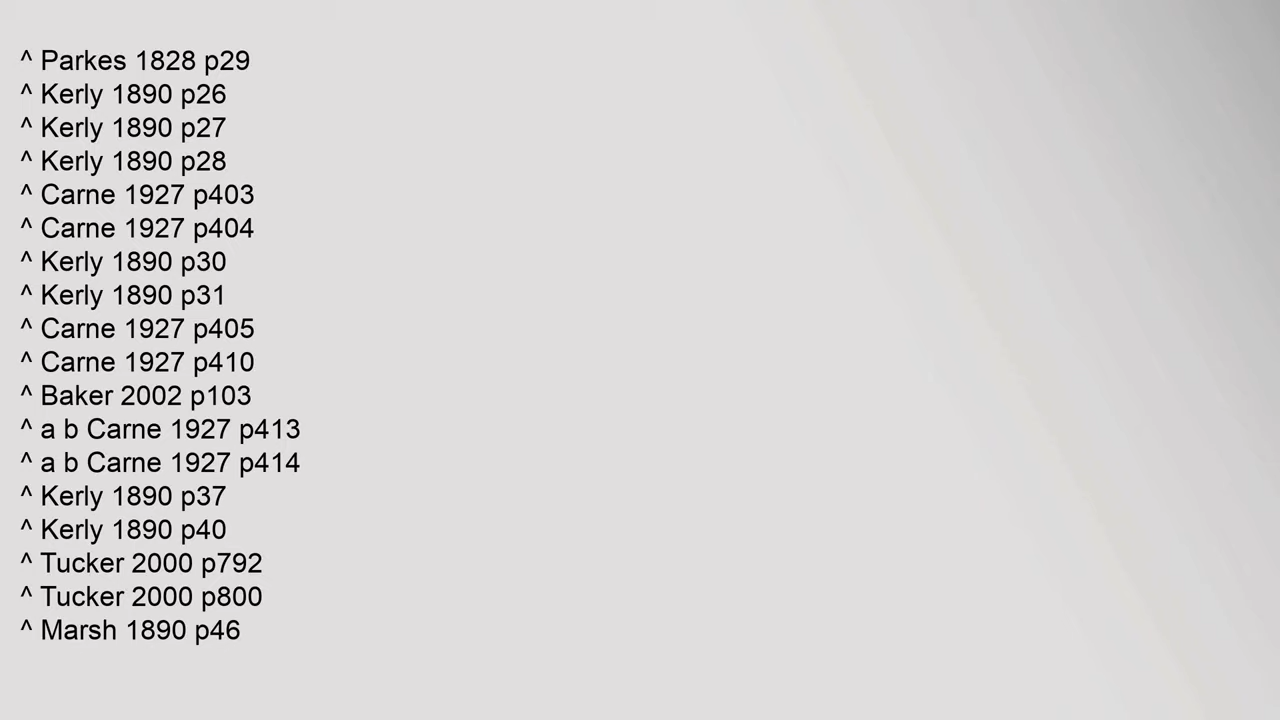 ^ Parkes 1828 p29
^ Kerly 1890 p26
^ Kerly 1890 p27
^ Kerly 1890 p28
^ Carne 1927 p403
^ Carne 1927 p404
^ Kerly 1890 p30
^ Kerly 1890 p31
^ Carne 1927 p405
^ Carne 1927 p410
^ Baker 2002 p103
^ a b Carne 1927 p413
^ a b Carne 1927 p414
^ Kerly 1890 p37
^ Kerly 1890 p40
^ Tucker 2000 p792
^ Tucker 2000 p800
^ Marsh 1890 p46